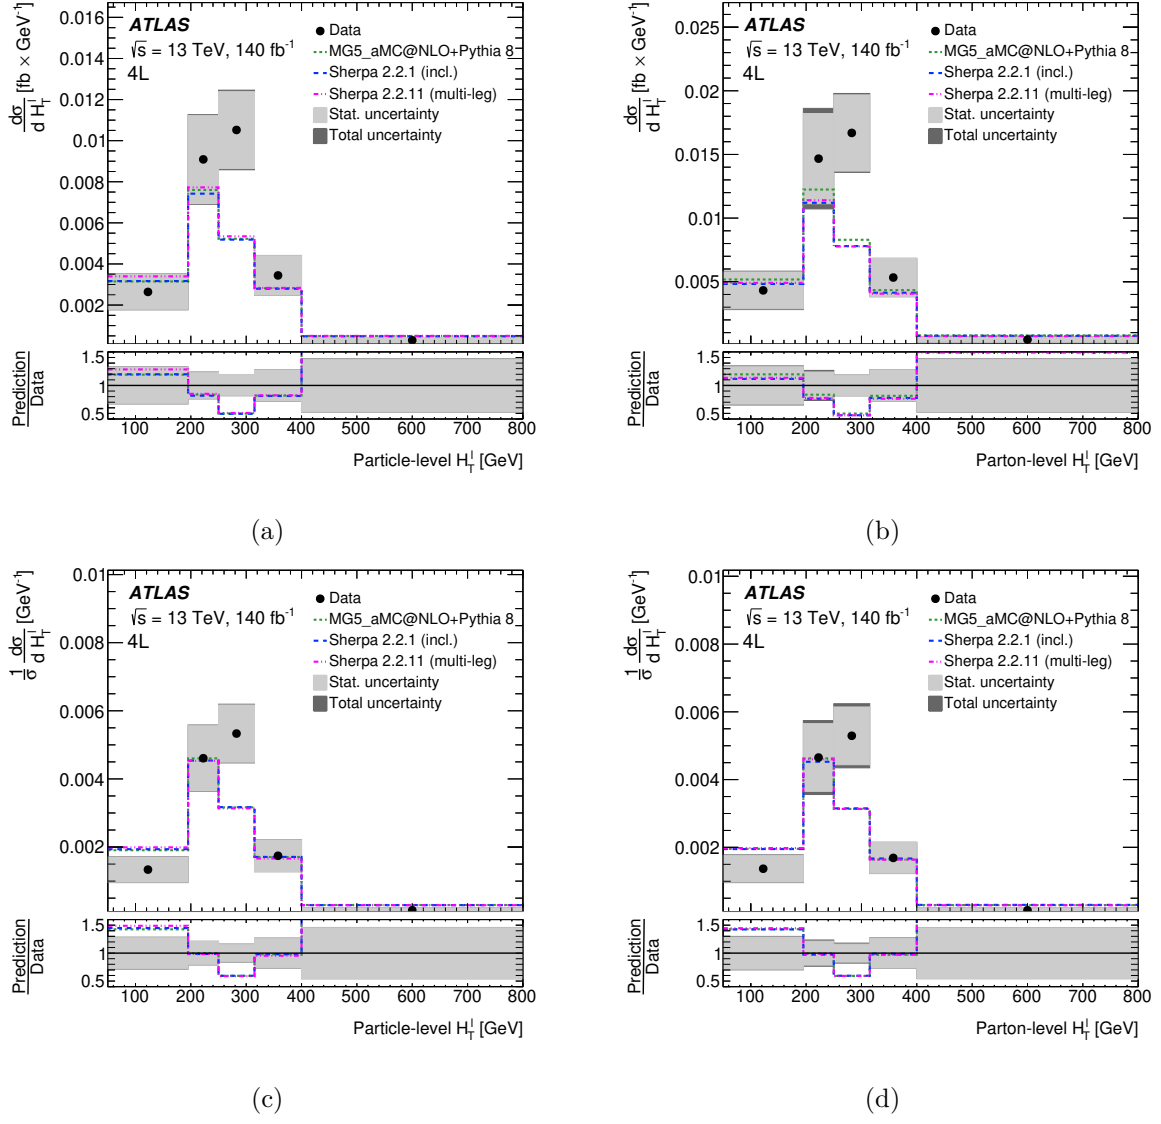 0.016
0.014
0.012
0.01
0.008
0.006
0.004
0.002
dσ/d H_T^l [fb × GeV⁻¹]
ATLAS
√s = 13 TeV, 140 fb⁻¹
4L
Data
MG5_aMC@NLO+Pythia 8
Sherpa 2.2.1 (incl.)
Sherpa 2.2.11 (multi-leg)
Stat. uncertainty
Total uncertainty
1.5
1
0.5
Prediction
Data
100 200 300 400 500 600 700 800
Particle-level H_T^l [GeV]
(a)
0.025
0.02
0.015
0.01
0.005
dσ/d H_T^l [fb × GeV⁻¹]
ATLAS
√s = 13 TeV, 140 fb⁻¹
4L
Data
MG5_aMC@NLO+Pythia 8
Sherpa 2.2.1 (incl.)
Sherpa 2.2.11 (multi-leg)
Stat. uncertainty
Total uncertainty
1.5
1
0.5
Prediction
Data
100 200 300 400 500 600 700 800
Parton-level H_T^l [GeV]
(b)
0.01
0.008
0.006
0.004
0.002
1/σ dσ/d H_T^l [GeV⁻¹]
ATLAS
√s = 13 TeV, 140 fb⁻¹
4L
Data
MG5_aMC@NLO+Pythia 8
Sherpa 2.2.1 (incl.)
Sherpa 2.2.11 (multi-leg)
Stat. uncertainty
Total uncertainty
1.5
1
0.5
Prediction
Data
100 200 300 400 500 600 700 800
Particle-level H_T^l [GeV]
(c)
0.01
0.008
0.006
0.004
0.002
1/σ dσ/d H_T^l [GeV⁻¹]
ATLAS
√s = 13 TeV, 140 fb⁻¹
4L
Data
MG5_aMC@NLO+Pythia 8
Sherpa 2.2.1 (incl.)
Sherpa 2.2.11 (multi-leg)
Stat. uncertainty
Total uncertainty
1.5
1
0.5
Prediction
Data
100 200 300 400 500 600 700 800
Parton-level H_T^l [GeV]
(d)